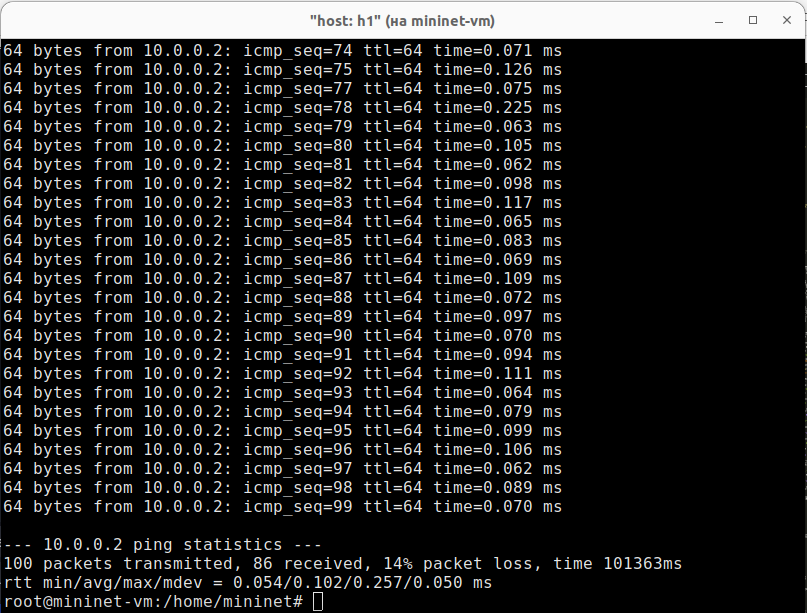 "host: h1" (на mininet-vm)
64 bytes from 10.0.0.2: icmp_seq=74 ttl=64 time=0.071 ms
64 bytes from 10.0.0.2: icmp_seq=75 ttl=64 time=0.126 ms
64 bytes from 10.0.0.2: icmp_seq=77 ttl=64 time=0.075 ms
64 bytes from 10.0.0.2: icmp_seq=78 ttl=64 time=0.225 ms
64 bytes from 10.0.0.2: icmp_seq=79 ttl=64 time=0.063 ms
64 bytes from 10.0.0.2: icmp_seq=80 ttl=64 time=0.105 ms
64 bytes from 10.0.0.2: icmp_seq=81 ttl=64 time=0.062 ms
64 bytes from 10.0.0.2: icmp_seq=82 ttl=64 time=0.098 ms
64 bytes from 10.0.0.2: icmp_seq=83 ttl=64 time=0.117 ms
64 bytes from 10.0.0.2: icmp_seq=84 ttl=64 time=0.065 ms
64 bytes from 10.0.0.2: icmp_seq=85 ttl=64 time=0.083 ms
64 bytes from 10.0.0.2: icmp_seq=86 ttl=64 time=0.069 ms
64 bytes from 10.0.0.2: icmp_seq=87 ttl=64 time=0.109 ms
64 bytes from 10.0.0.2: icmp_seq=88 ttl=64 time=0.072 ms
64 bytes from 10.0.0.2: icmp_seq=89 ttl=64 time=0.097 ms
64 bytes from 10.0.0.2: icmp_seq=90 ttl=64 time=0.070 ms
64 bytes from 10.0.0.2: icmp_seq=91 ttl=64 time=0.094 ms
64 bytes from 10.0.0.2: icmp_seq=92 ttl=64 time=0.111 ms
64 bytes from 10.0.0.2: icmp_seq=93 ttl=64 time=0.064 ms
64 bytes from 10.0.0.2: icmp_seq=94 ttl=64 time=0.079 ms
64 bytes from 10.0.0.2: icmp_seq=95 ttl=64 time=0.099 ms
64 bytes from 10.0.0.2: icmp_seq=96 ttl=64 time=0.106 ms
64 bytes from 10.0.0.2: icmp_seq=97 ttl=64 time=0.062 ms
64 bytes from 10.0.0.2: icmp_seq=98 ttl=64 time=0.089 ms
64 bytes from 10.0.0.2: icmp_seq=99 ttl=64 time=0.070 ms
--- 10.0.0.2 ping statistics ---
100 packets transmitted, 86 received, 14% packet loss, time 101363ms
rtt min/avg/max/mdev = 0.054/0.102/0.257/0.050 ms
root@mininet-vm:/home/mininet#